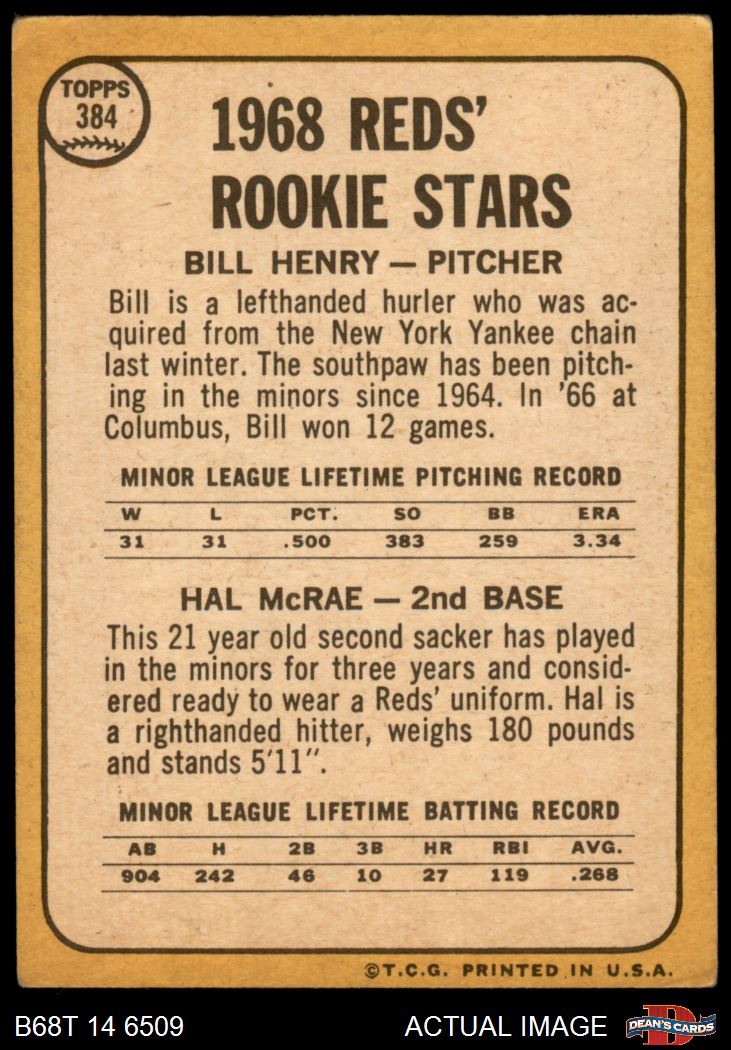 TOPPS
384
1968 REDS'
ROOKIE STARS
BILL HENRY — PITCHER
Bill is a lefthanded hurler who was ac-
quired from the New York Yankee chain
last winter. The southpaw has been pitch-
ing in the minors since 1964. In '66 at
Columbus, Bill won 12 games.
MINOR LEAGUE LIFETIME PITCHING RECORD
W L PCT. SO BB ERA
31 31 .500 383 259 3.34
HAL McRAE — 2nd BASE
This 21 year old second sacker has played
in the minors for three years and consid-
ered ready to wear a Reds' uniform. Hal is
a righthanded hitter, weighs 180 pounds
and stands 5'11".
MINOR LEAGUE LIFETIME BATTING RECORD
AB H 2B 3B HR RBI AVG.
904 242 46 10 27 119 .268
©T.C.G. PRINTED IN U.S.A.
B68T 14 6509 ACTUAL IMAGE
D
DEAN'S CARDS